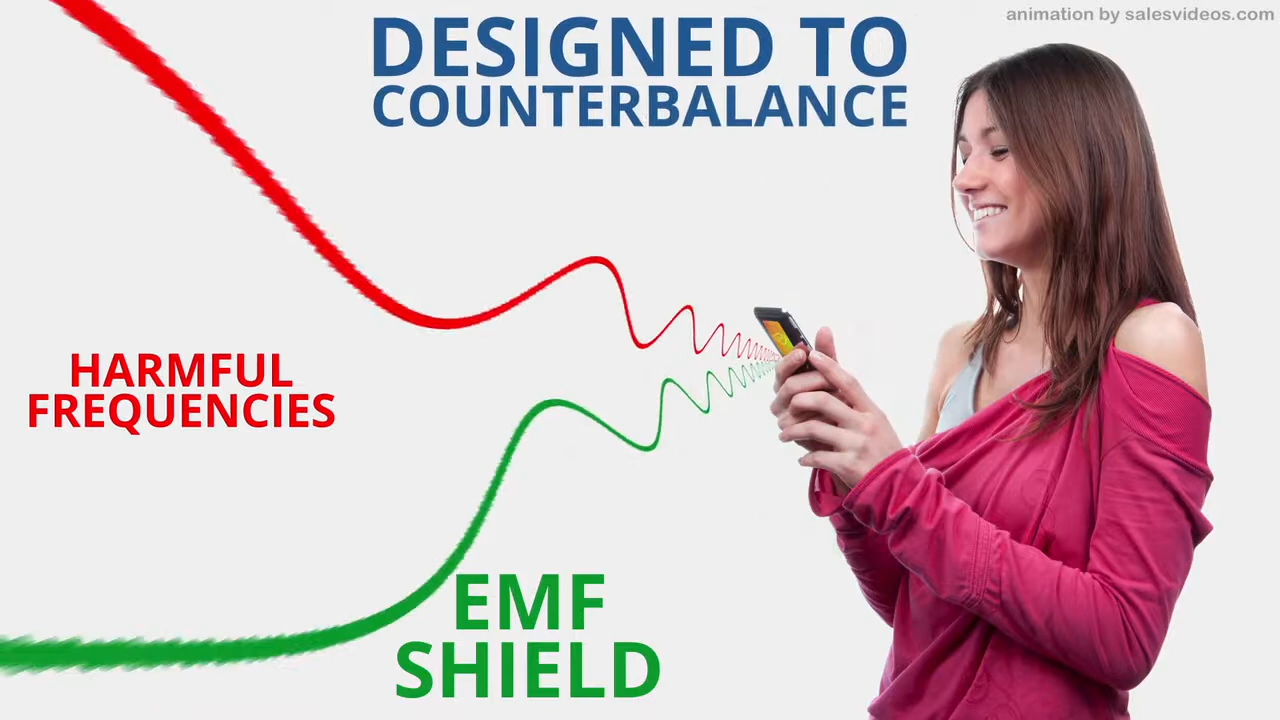 animation by salesvideos.com
DESIGNED TO
COUNTERBALANCE
HARMFUL
FREQUENCIES
EMF
SHIELD